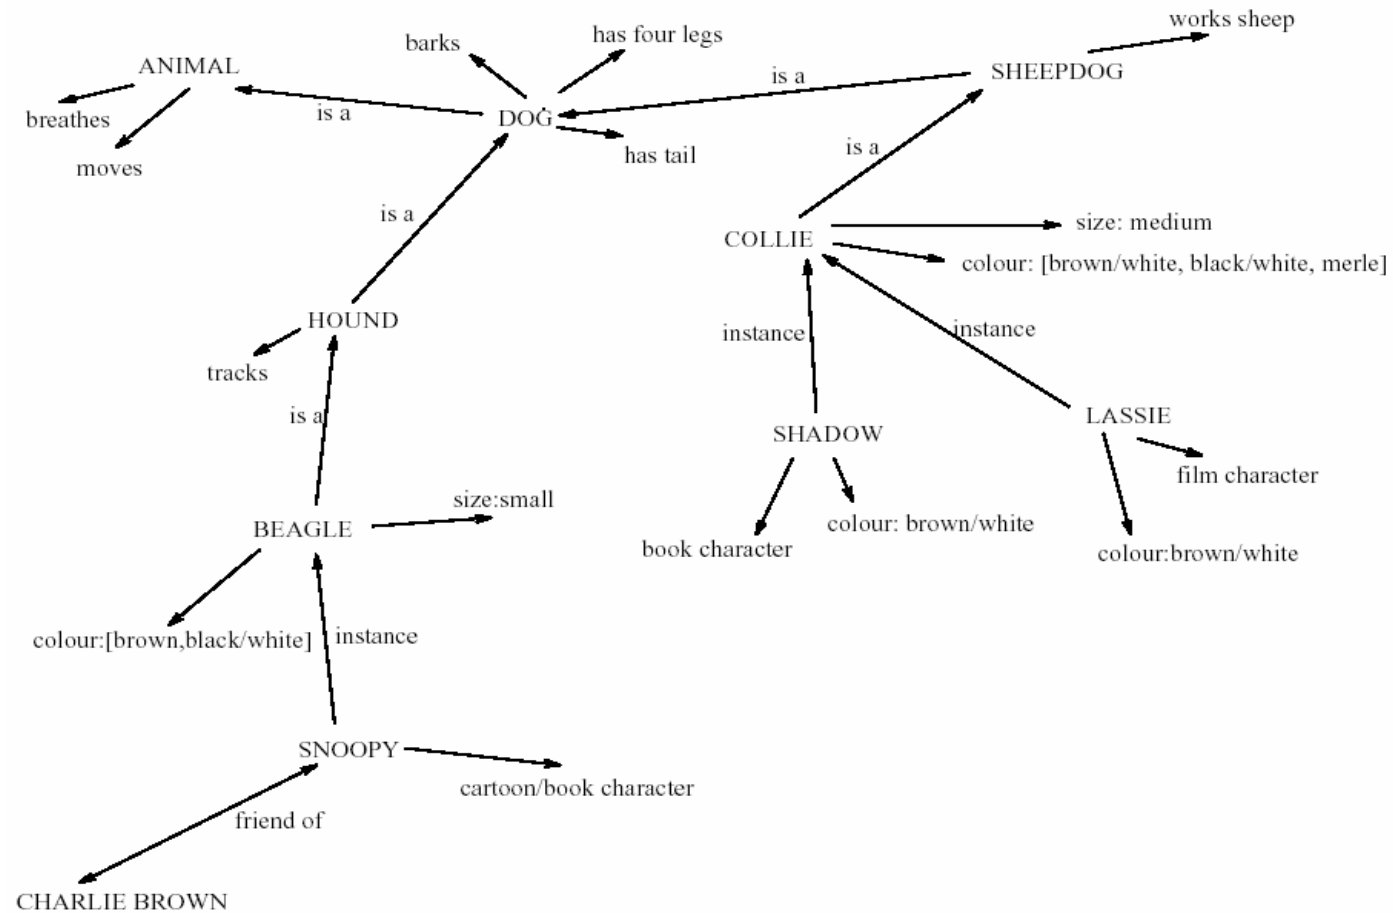 works sheep
has four legs
barks
ANIMAL
SHEEPDOG
is a
is a
breathes
DOG
has tail
moves
is a
is a
size: medium
COLLIE
colour: [brown/white, black/white, merle]
HOUND
instance
instance
tracks
is a
LASSIE
SHADOW
film character
size:small
BEAGLE
colour: brown/white
book character
colour:brown/white
colour:[brown,black/white]
instance
SNOOPY
cartoon/book character
friend of
CHARLIE BROWN